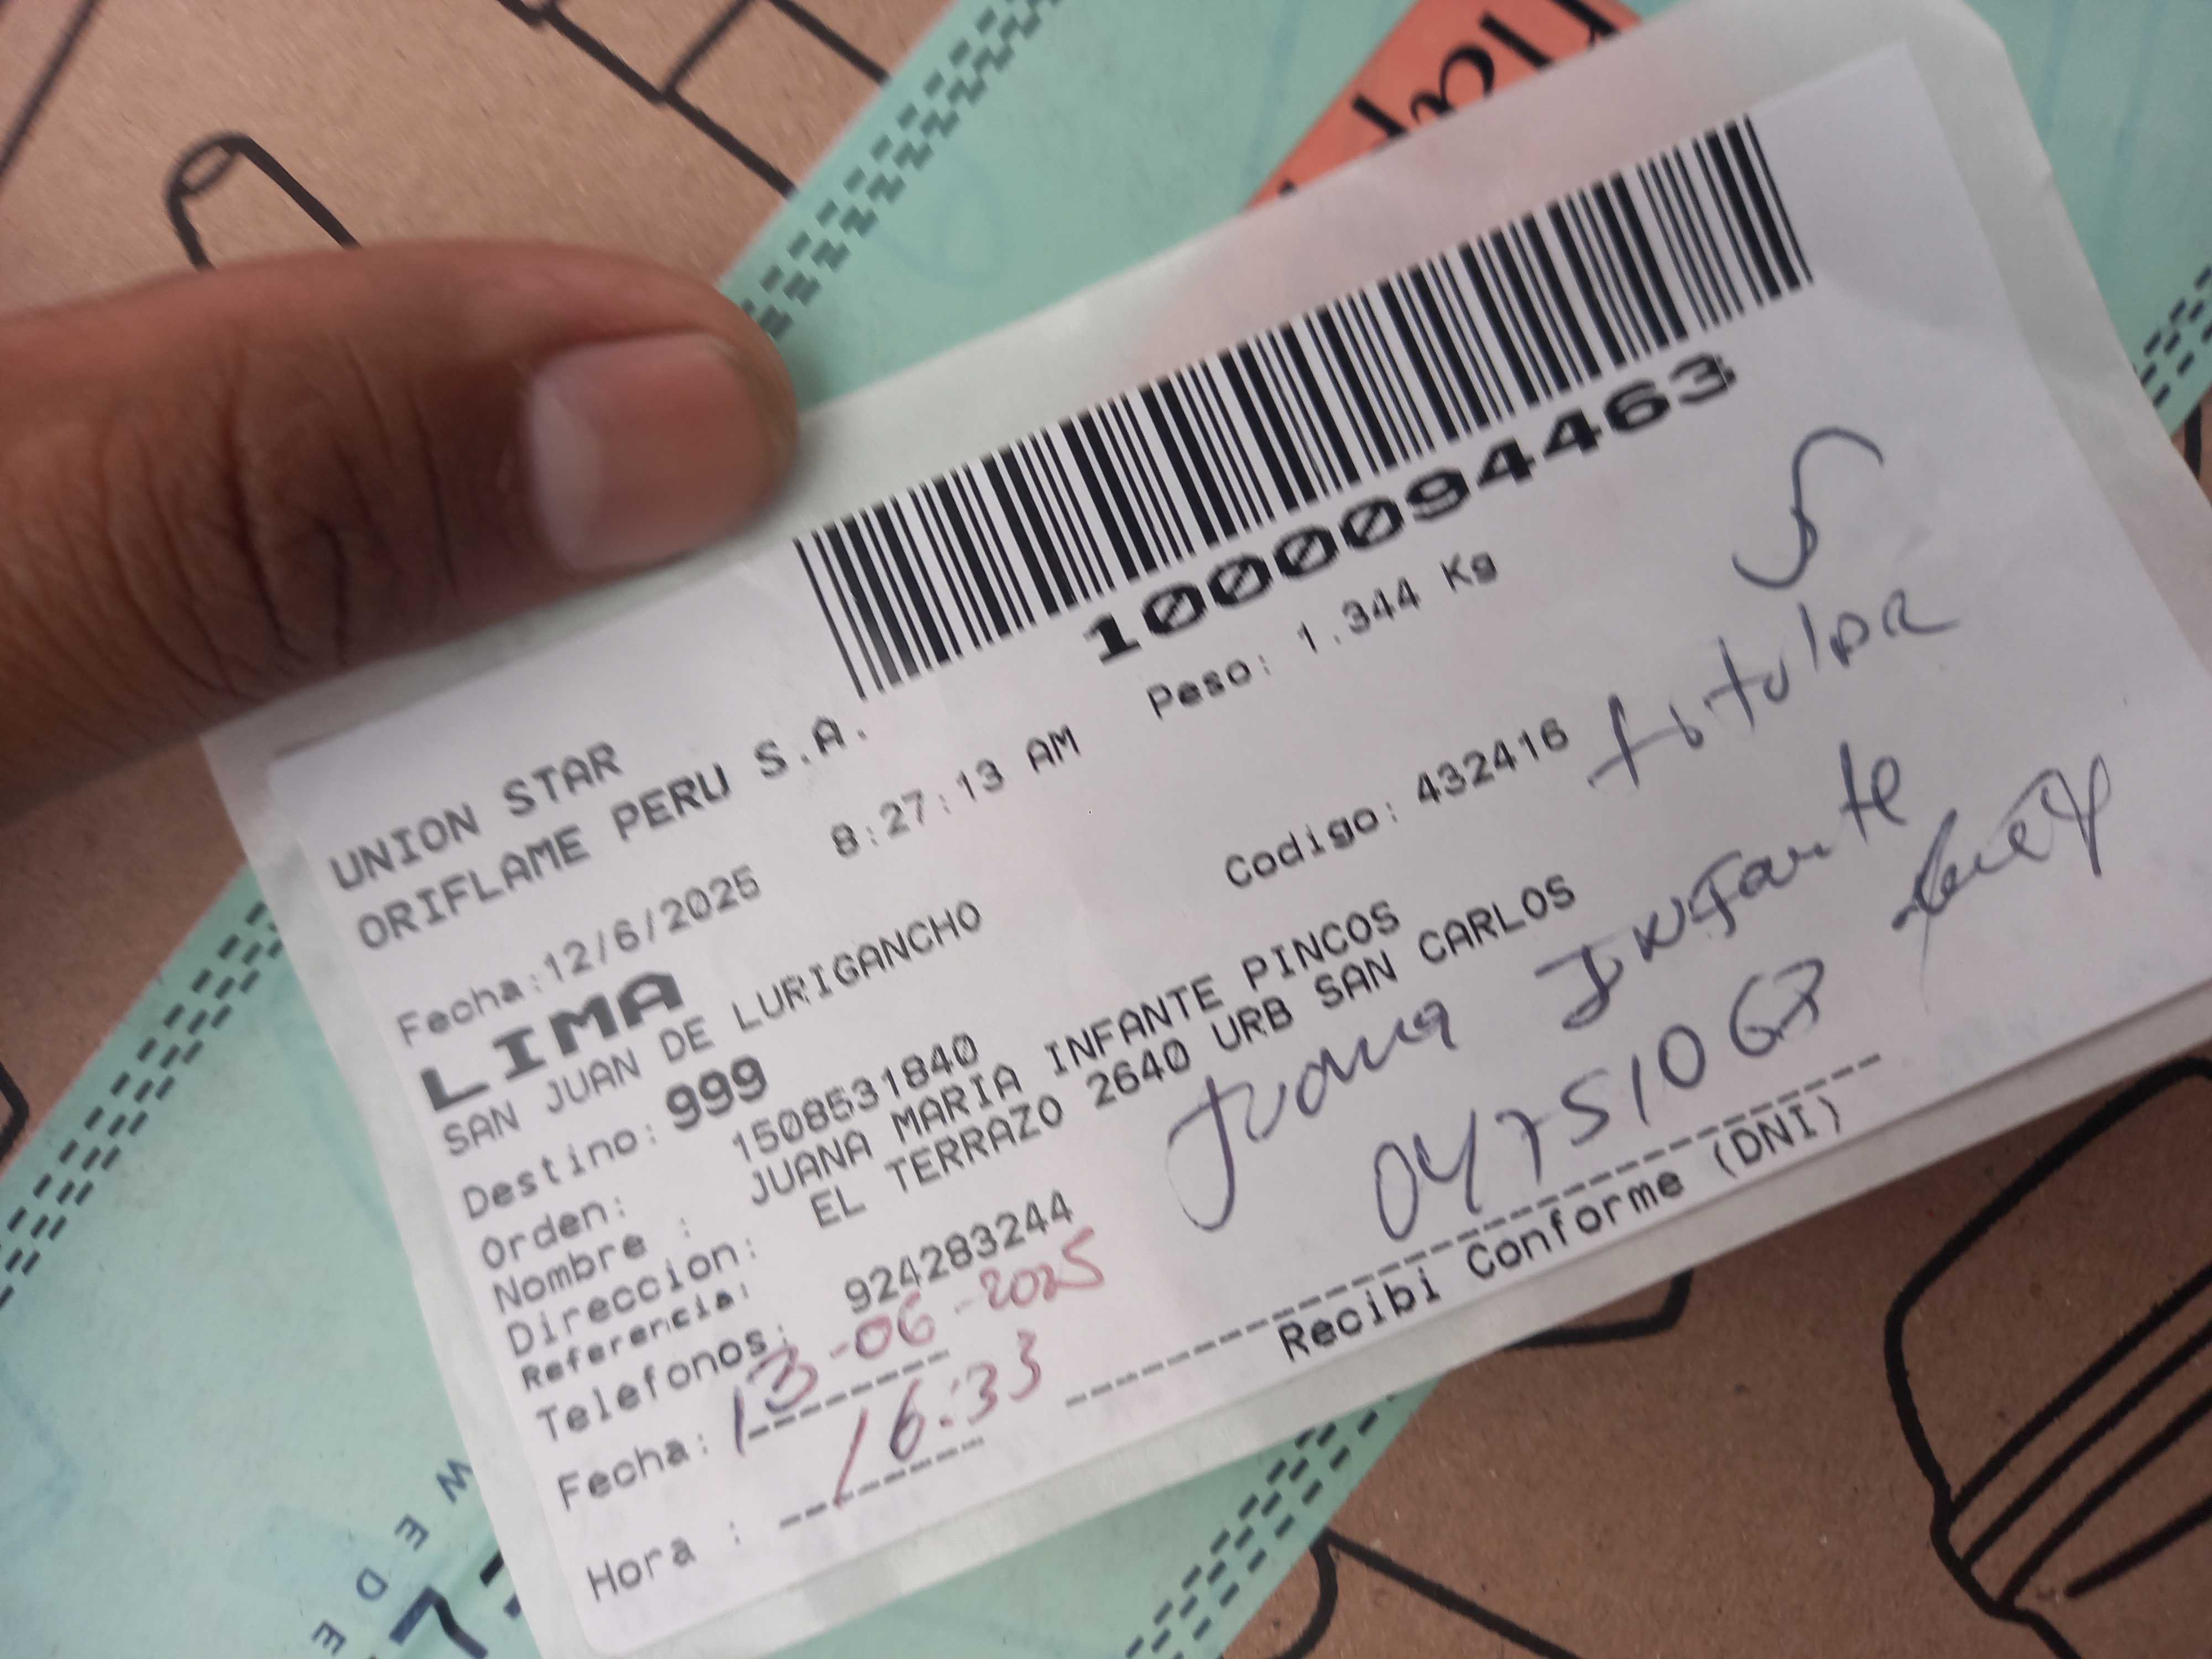 1000094463
UNION STAR
ORIFLAME PERU S.A.
Fecha:12/6/2025 8:27:13 AM Peso: 1.344 Kg
LIMA
SAN JUAN DE LURIGANCHO Codigo: 432416
Destino: 999
Orden: 1508531840
Nombre : JUANA MARIA INFANTE PINCOS
Direccion: EL TERRAZO 2640 URB SAN CARLOS
Referencia:
Telefonos: 924283244
Fecha: 13-06-2025
Hora : 16:33
titular
Juana Infante
04751063
Recibi Conforme (DNI)
W
E
D
E